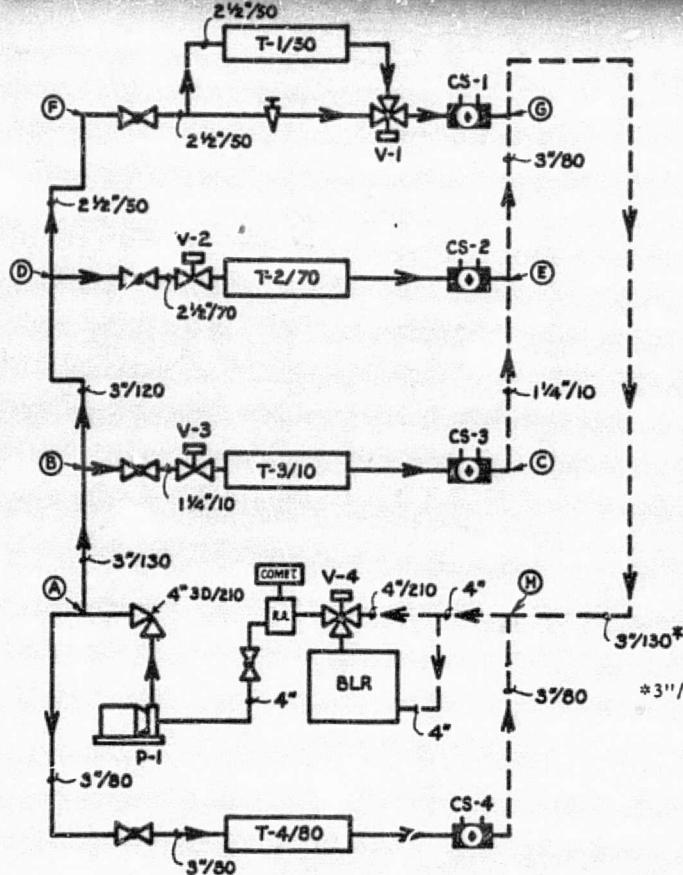 2½"/50
T-1/50
CS-1
F
G
2½"/50
V-1
3"/80
2½"/50
V-2
CS-2
D
T-2/70
E
2½"/70
3"/120
1¼"/10
V-3
CS-3
B
T-3/10
C
1¼"/10
3"/130
COMET
V-4
A
4" 3D/210
4"/210
4"
H
3"/130*
BLR
4"
4"
3"/80
*3"/
P-1
3"/80
CS-4
T-4/80
3"/80